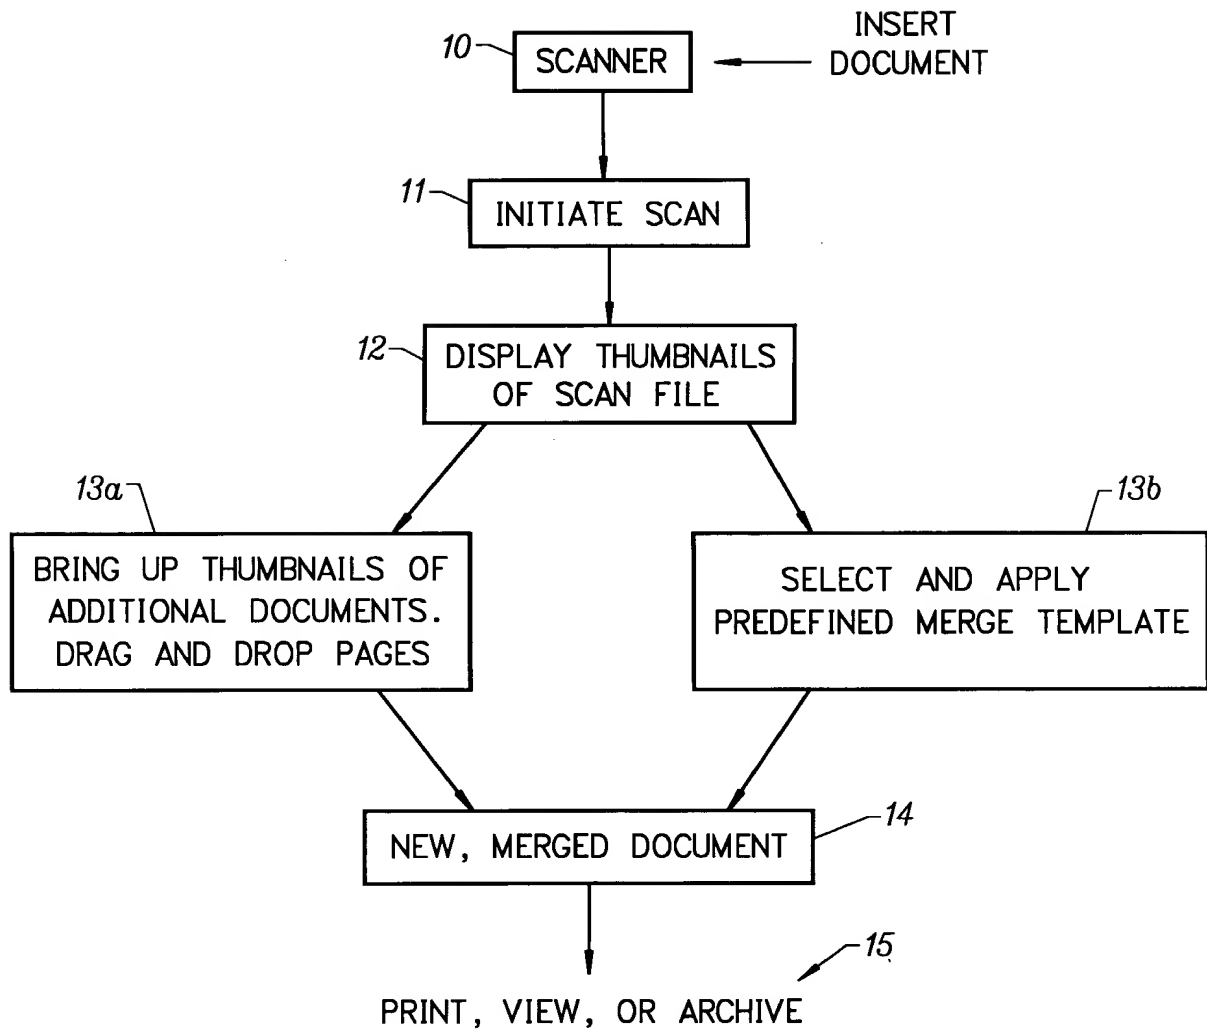 INSERT
DOCUMENT
10
SCANNER
11
INITIATE SCAN
12
DISPLAY THUMBNAILS
OF SCAN FILE
13a
BRING UP THUMBNAILS OF
ADDITIONAL DOCUMENTS.
DRAG AND DROP PAGES
13b
SELECT AND APPLY
PREDEFINED MERGE TEMPLATE
14
NEW, MERGED DOCUMENT
15
PRINT, VIEW, OR ARCHIVE